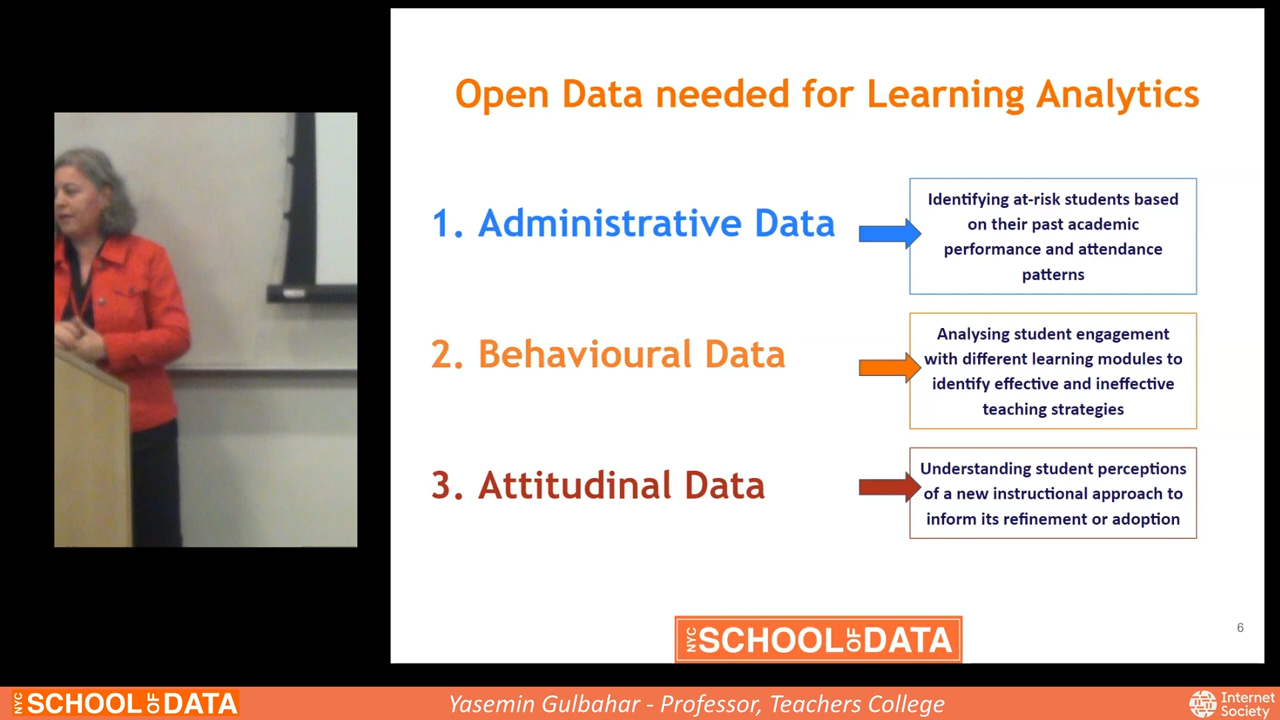 Open Data needed for Learning Analytics
1. Administrative Data
Identifying at-risk students based
on their past academic
performance and attendance
patterns
2. Behavioural Data
Analysing student engagement
with different learning modules to
identify effective and ineffective
teaching strategies
3. Attitudinal Data
Understanding student perceptions
of a new instructional approach to
inform its refinement or adoption
NYC SCHOOL OF DATA
6
NYC SCHOOL OF DATA
Yasemin Gulbahar - Professor, Teachers College
Internet
Society